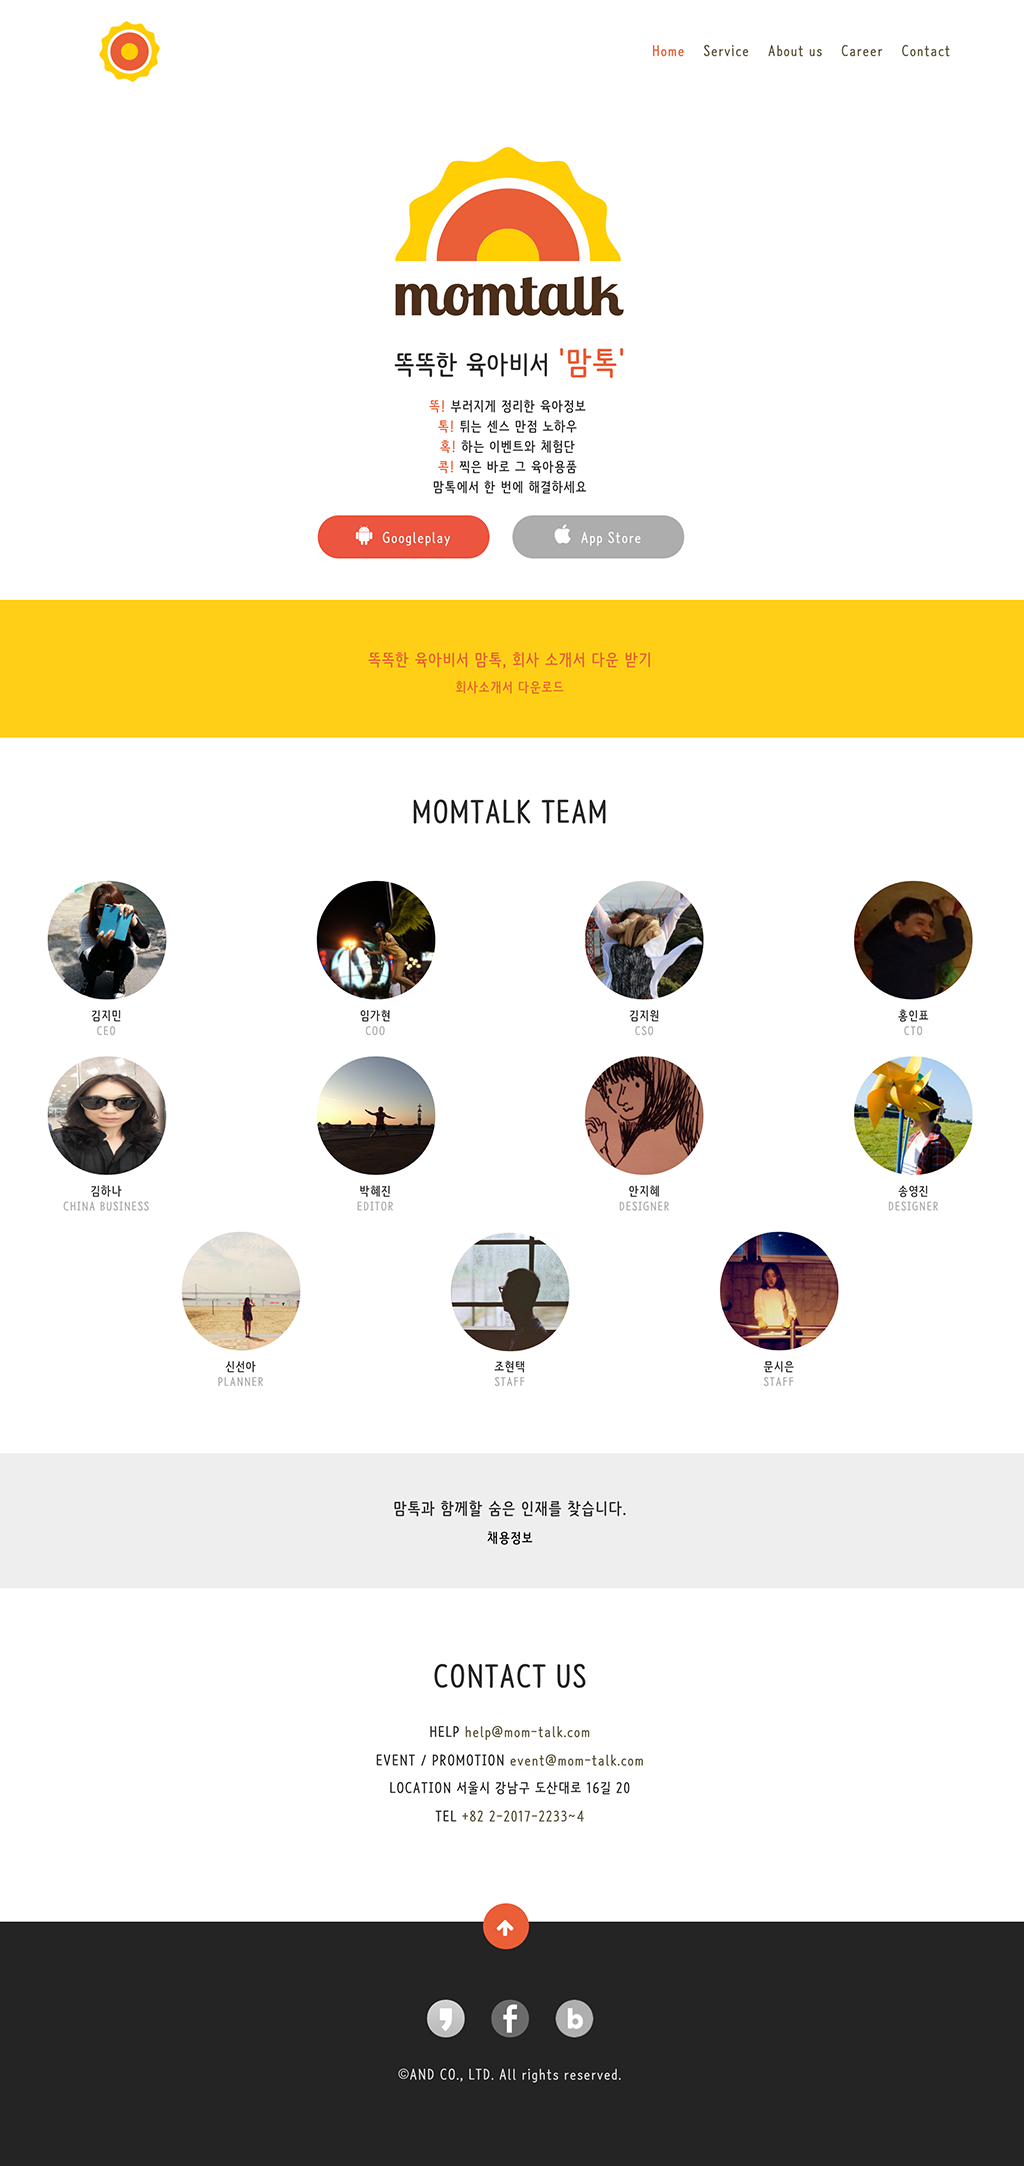 Home Service About us Career Contact
momtalk
똑똑한 육아비서 '맘톡'
똑! 부러지게 정리한 육아정보
톡! 튀는 센스 만점 노하우
혹! 하는 이벤트와 체험단
콕! 찍은 바로 그 육아용품
맘톡에서 한 번에 해결하세요
Googleplay App Store
똑똑한 육아비서 맘톡, 회사 소개서 다운 받기
회사소개서 다운로드
MOMTALK TEAM
김지민 임가현 김지원 홍인표
CEO COO CSO CTO
김하나 박혜진 안지혜 송영진
CHINA BUSINESS EDITOR DESIGNER DESIGNER
신선아 조현택 문시은
PLANNER STAFF STAFF
맘톡과 함께할 숨은 인재를 찾습니다.
채용정보
CONTACT US
HELP help@mom-talk.com
EVENT / PROMOTION event@mom-talk.com
LOCATION 서울시 강남구 도산대로 16길 20
TEL +82 2-2017-2233~4
©AND CO., LTD. All rights reserved.